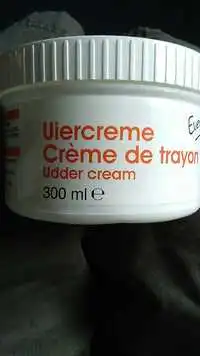 Uiercreme
Crème de trayon
Udder cream
300 ml ℮